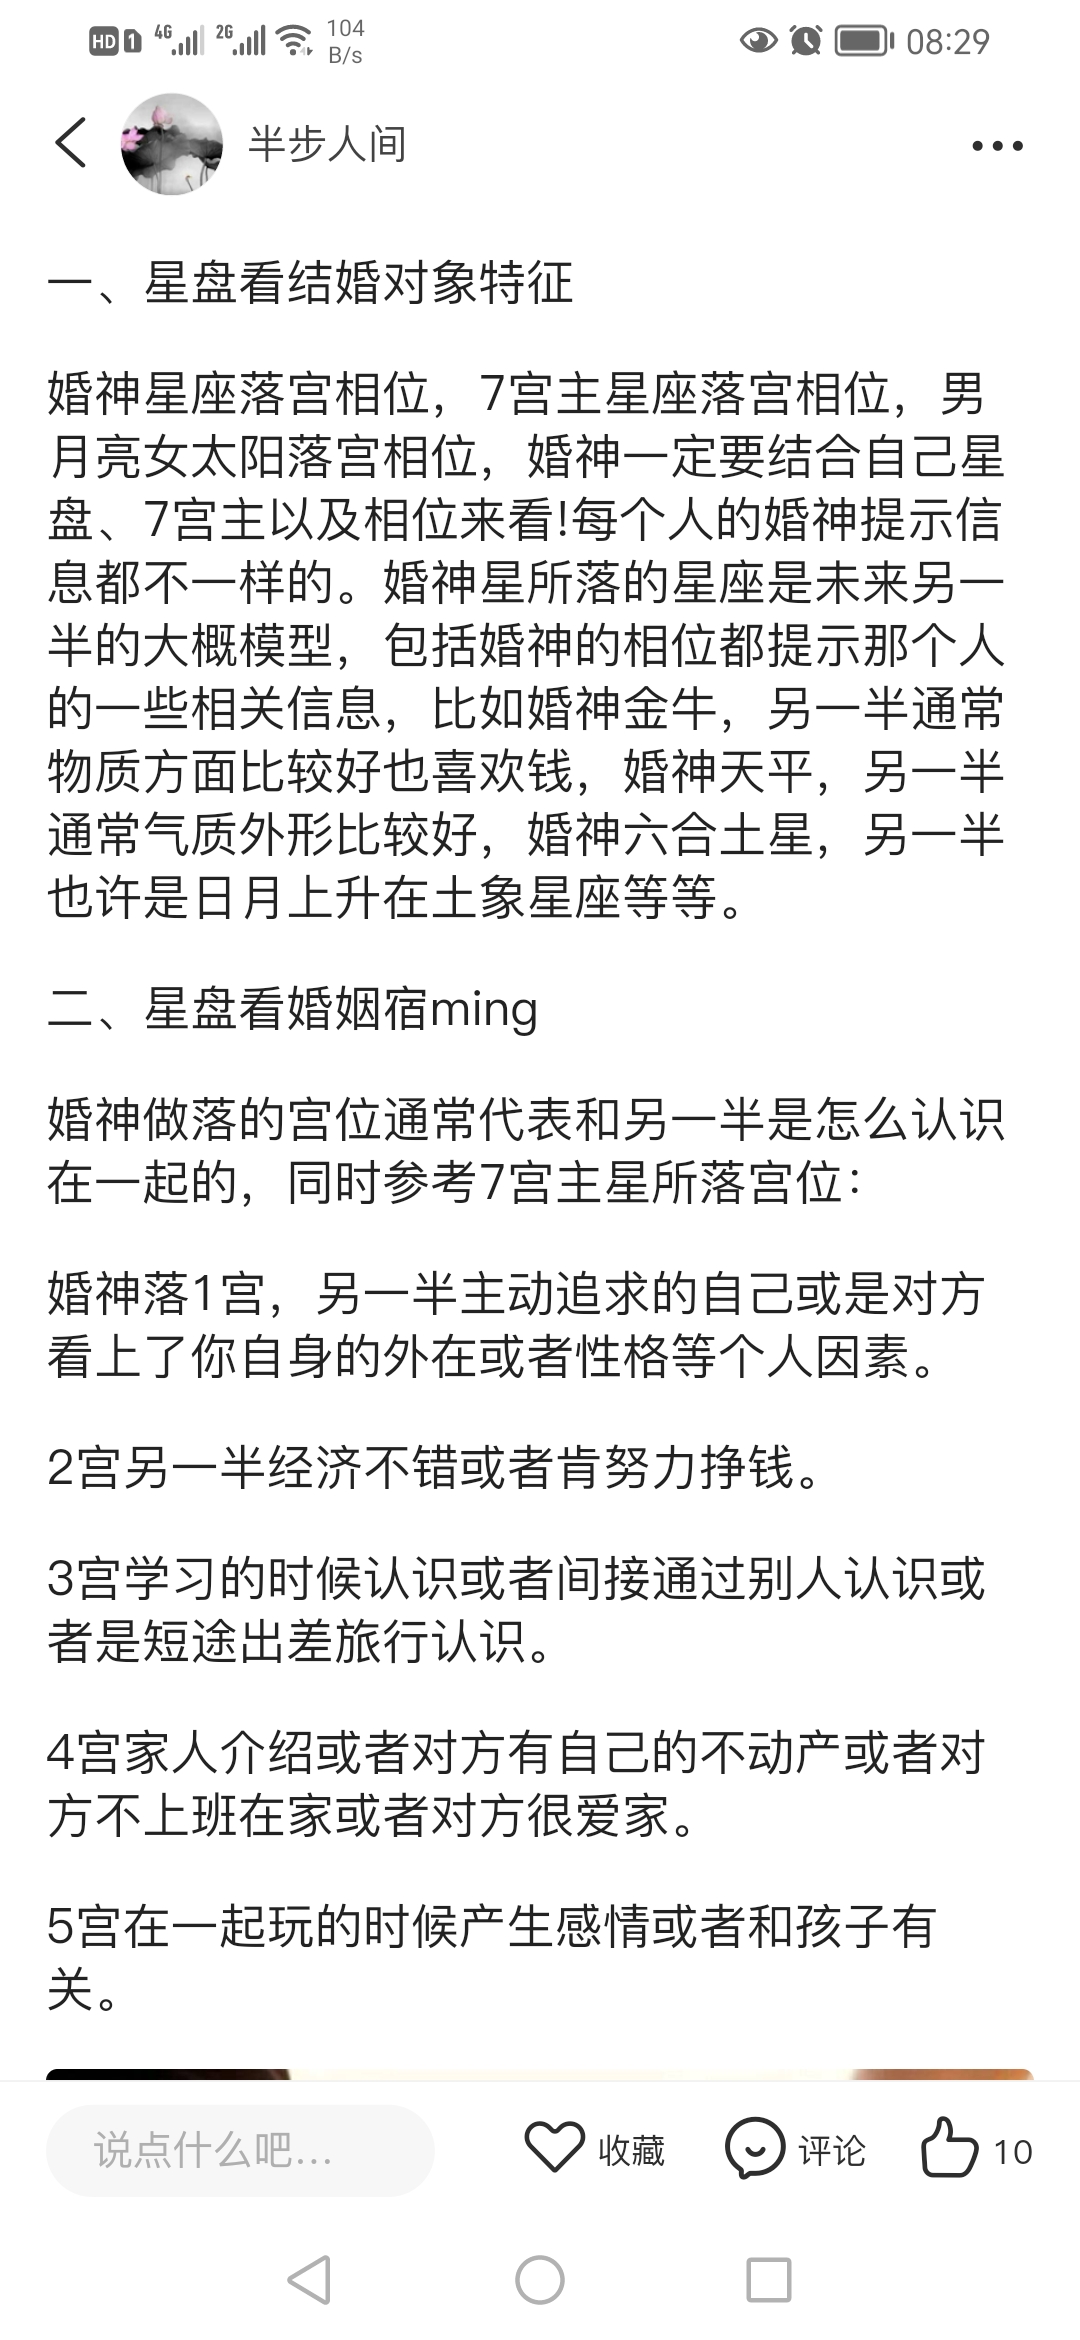 HD 1 4G 2G 104 B/s 08:29
半步人间
一、星盘看结婚对象特征
婚神星座落宫相位，7宫主星座落宫相位，男
月亮女太阳落宫相位，婚神一定要结合自己星
盘、7宫主以及相位来看!每个人的婚神提示信
息都不一样的。婚神星所落的星座是未来另一
半的大概模型，包括婚神的相位都提示那个人
的一些相关信息，比如婚神金牛，另一半通常
物质方面比较好也喜欢钱，婚神天平，另一半
通常气质外形比较好，婚神六合土星，另一半
也许是日月上升在土象星座等等。
二、星盘看婚姻宿ming
婚神做落的宫位通常代表和另一半是怎么认识
在一起的，同时参考7宫主星所落宫位：
婚神落1宫，另一半主动追求的自己或是对方
看上了你自身的外在或者性格等个人因素。
2宫另一半经济不错或者肯努力挣钱。
3宫学习的时候认识或者间接通过别人认识或
者是短途出差旅行认识。
4宫家人介绍或者对方有自己的不动产或者对
方不上班在家或者对方很爱家。
5宫在一起玩的时候产生感情或者和孩子有
关。
说点什么吧... 收藏 评论 10